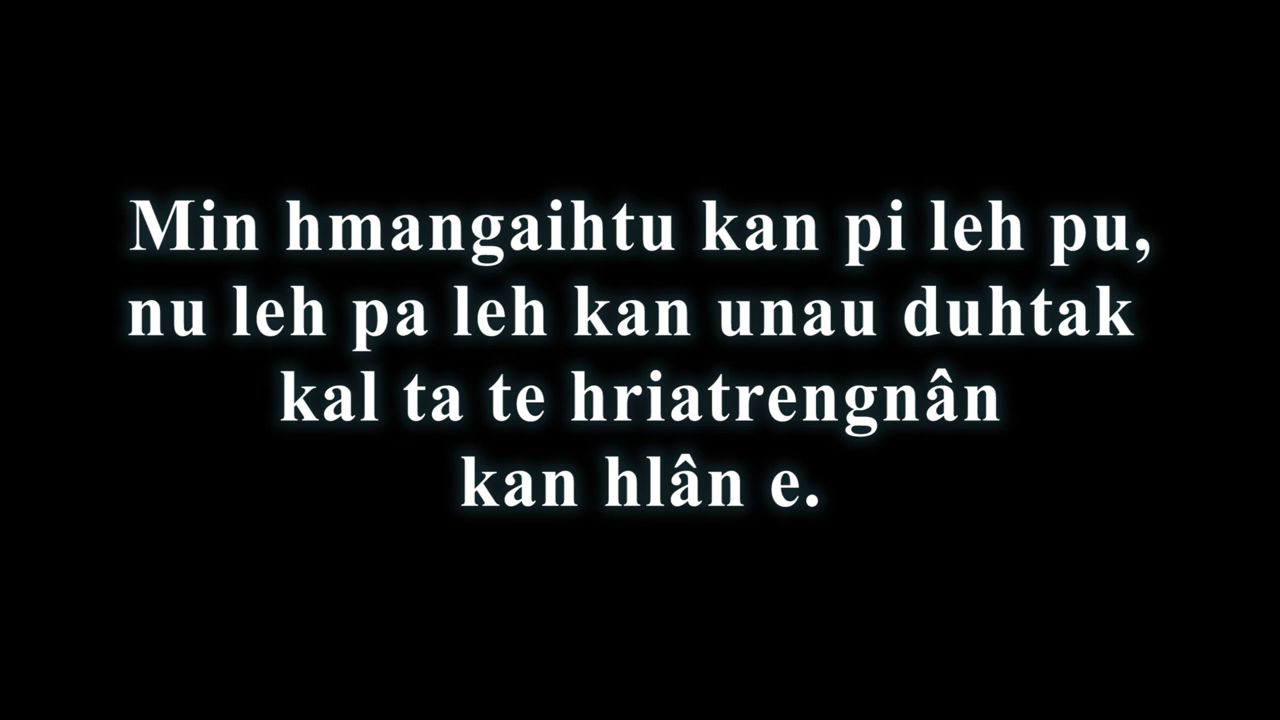 Min hmangaihtu kan pi leh pu,
nu leh pa leh kan unau duhtak
kal ta te hriatrengnân
kan hlân e.